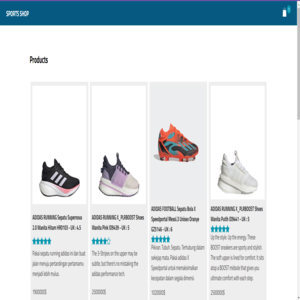 SPORTS SHOP
Products
ADIDAS RUNNING Sepatu Supernova
2.0 Wanita Hitam
UK : 4.5
Pakai sepatu running adidas ini dan buat
jalan menuju pertandingan pertamamu
menjadi lebih mulus.
1900000$
ADIDAS RUNNING X_PLRBOOST Shoes
Wanita Pink ID9439 - UK : 5
The 3-Stripes on the upper may be
subtle, but there's no mistaking the
adidas performance tech.
2500000$
ADIDAS FOOTBALL Sepatu Bola X
Speedportal Messi.3 Unisex Orange
UK : 6
Pikiran. Tubuh. Sepatu. Terhubung dalam
sekejap mata. Pakai adidas X
Speedportal untuk memaksimalkan
kecepatan dalam segala dimensi.
ADIDAS RUNNING X_PLRBOOST Shoes
Wanita Putih
UK : 5
Up the style. Up the energy. These
BOOST sneakers are sporty and stylish.
The soft upper is lined for comfort. It sits
atop a BOOST midsole that gives you
ultimate comfort with each step.
2500000$